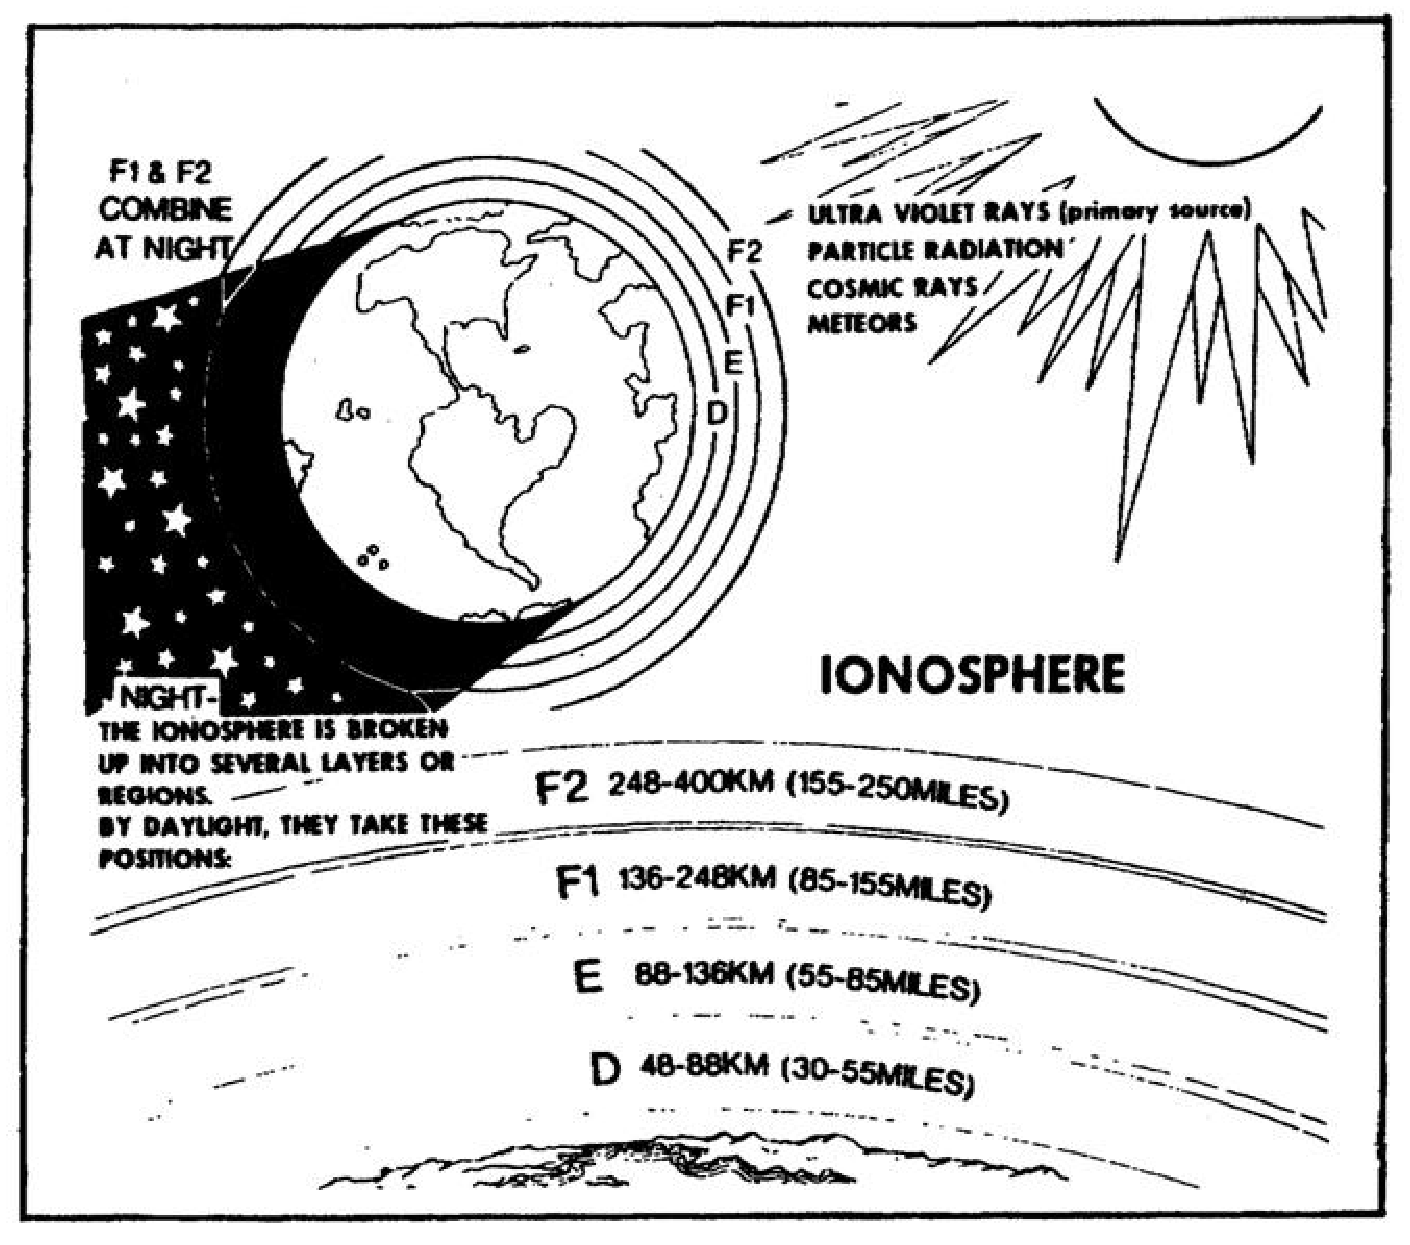 F1 & F2
COMBINE
AT NIGHT
F2
F1
E
D
ULTRA VIOLET RAYS (primary source)
PARTICLE RADIATION
COSMIC RAYS
METEORS
IONOSPHERE
NIGHT-
THE IONOSPHERE IS BROKEN
UP INTO SEVERAL LAYERS OR
REGIONS.
BY DAYLIGHT, THEY TAKE THESE
POSITIONS:
F2 248-400KM (155-250MILES)
F1 136-248KM (85-155MILES)
E 88-136KM (55-85MILES)
D 48-88KM (30-55MILES)